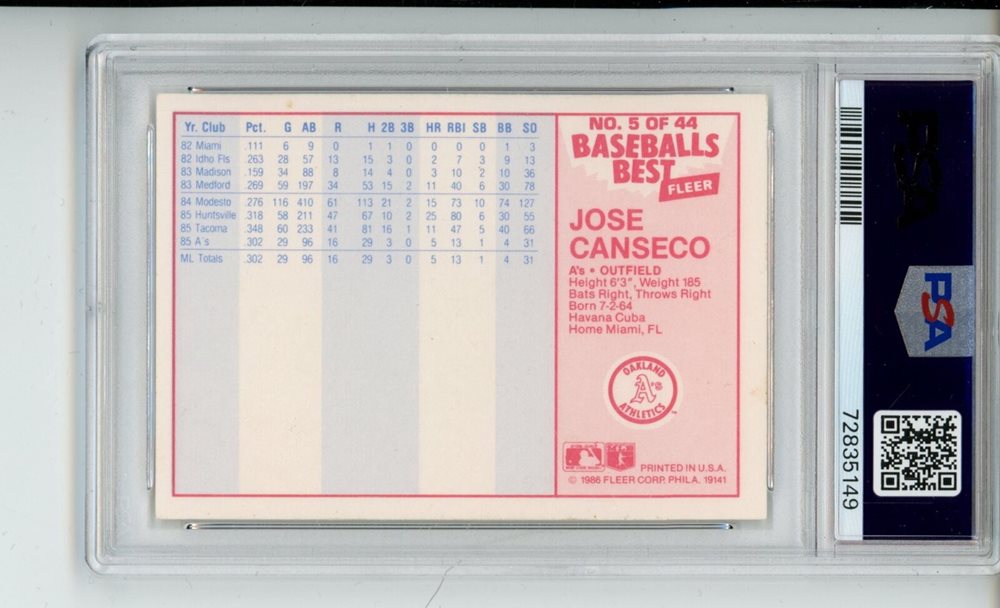 Yr. Club Pct. G AB R H 2B 3B HR RBI SB BB SO
82 Miami .111 6 9 0 1 1 0 0 0 0 1 3
82 Idho Fls .263 28 57 13 15 3 0 2 7 3 9 13
83 Madison .159 34 88 8 14 4 0 3 10 2 10 36
83 Medford .269 59 197 34 53 15 2 11 40 6 30 78
84 Modesto .276 116 410 61 113 21 2 15 73 10 74 127
85 Huntsville .318 58 211 47 67 10 2 25 80 6 30 55
85 Tacoma .348 60 233 41 81 16 1 11 47 5 40 66
85 A's .302 29 96 16 29 3 0 5 13 1 4 31
ML Totals .302 29 96 16 29 3 0 5 13 1 4 31
NO. 5 OF 44
BASEBALLS
BEST
FLEER
JOSE
CANSECO
A's • OUTFIELD
Height 6'3", Weight 185
Bats Right, Throws Right
Born 7-2-64
Havana Cuba
Home Miami, FL
OAKLAND
A's
ATHLETICS
PRINTED IN U.S.A.
© 1986 FLEER CORP. PHILA. 19141
PSA
PSA
72835149